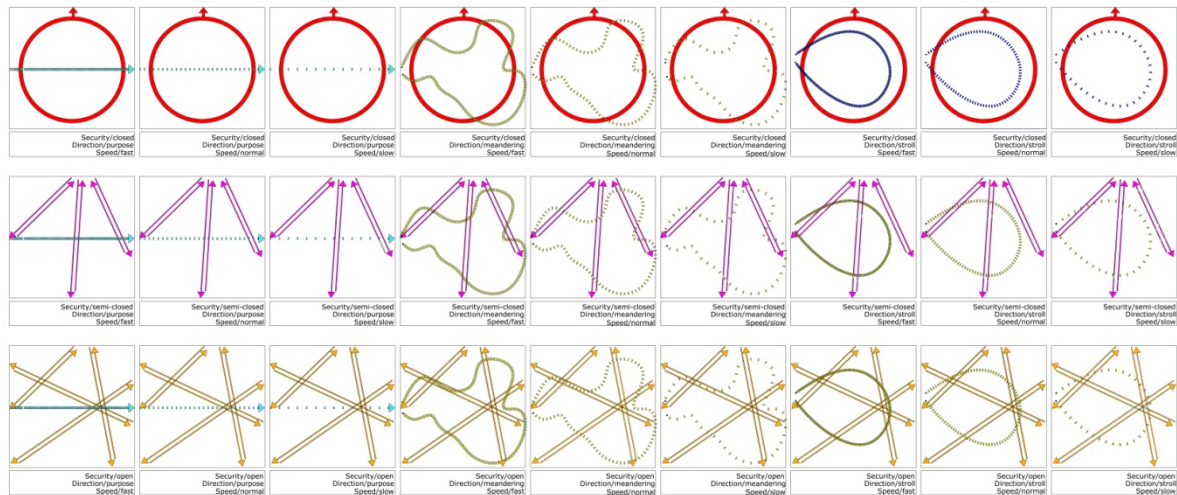 Security/closed
Direction/purpose
Speed/fast
Security/closed
Direction/purpose
Speed/normal
Security/closed
Direction/purpose
Speed/slow
Security/closed
Direction/meandering
Speed/fast
Security/closed
Direction/meandering
Speed/normal
Security/closed
Direction/meandering
Speed/slow
Security/closed
Direction/stroll
Speed/fast
Security/closed
Direction/stroll
Speed/normal
Security/closed
Direction/stroll
Speed/slow
Security/semi-closed
Direction/purpose
Speed/fast
Security/semi-closed
Direction/purpose
Speed/normal
Security/semi-closed
Direction/purpose
Speed/slow
Security/semi-closed
Direction/meandering
Speed/fast
Security/semi-closed
Direction/meandering
Speed/normal
Security/semi-closed
Direction/meandering
Speed/slow
Security/semi-closed
Direction/stroll
Speed/fast
Security/semi-closed
Direction/stroll
Speed/normal
Security/semi-closed
Direction/stroll
Speed/slow
Security/open
Direction/purpose
Speed/fast
Security/open
Direction/purpose
Speed/normal
Security/open
Direction/purpose
Speed/slow
Security/open
Direction/meandering
Speed/fast
Security/open
Direction/meandering
Speed/normal
Security/open
Direction/meandering
Speed/slow
Security/open
Direction/stroll
Speed/fast
Security/open
Direction/stroll
Speed/normal
Security/open
Direction/stroll
Speed/slow